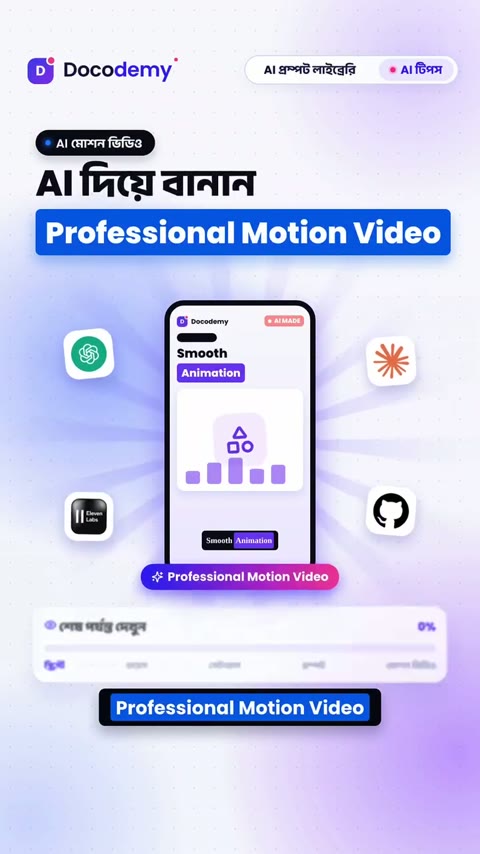 D Docodemy
AI প্রম্পট লাইব্রেরি
AI টিপস
AI মোশন ভিডিও
AI দিয়ে বানান
Professional Motion Video
D Docodemy
AI MADE
Smooth
Animation
Eleven
Labs
Smooth Animation
Professional Motion Video
শেষ পর্যন্ত দেখুন
0%
Professional Motion Video